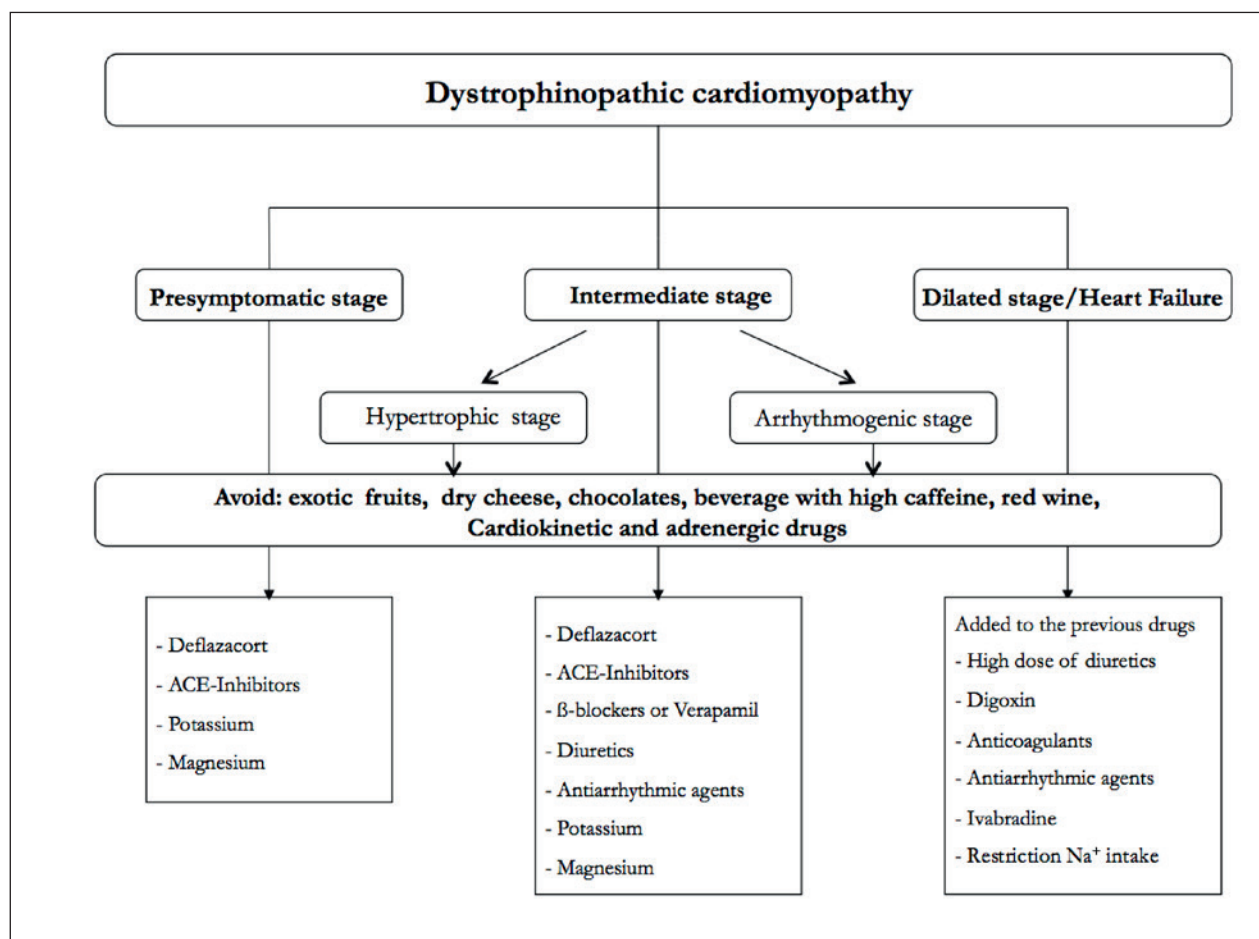 Dystrophinopathic cardiomyopathy
Presymptomatic stage
Intermediate stage
Dilated stage/Heart Failure
Hypertrophic stage
Arrhythmogenic stage
Avoid: exotic fruits, dry cheese, chocolates, beverage with high caffeine, red wine,
Cardiokinetic and adrenergic drugs
- Deflazacort
- ACE-Inhibitors
- Potassium
- Magnesium
- Deflazacort
- ACE-Inhibitors
- ß-blockers or Verapamil
- Diuretics
- Antiarrhythmic agents
- Potassium
- Magnesium
Added to the previous drugs
- High dose of diuretics
- Digoxin
- Anticoagulants
- Antiarrhythmic agents
- Ivabradine
- Restriction Na⁺ intake